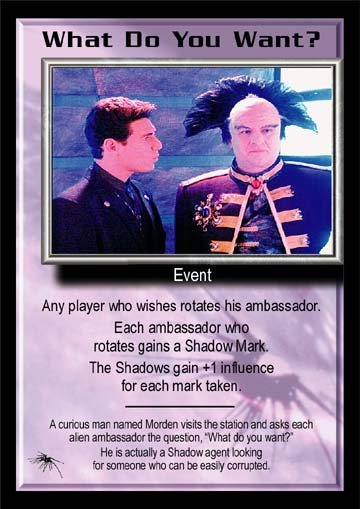 What Do You Want?
Event
Any player who wishes rotates his ambassador.
Each ambassador who
rotates gains a Shadow Mark.
The Shadows gain +1 influence
for each mark taken.
A curious man named Morden visits the station and asks each
alien ambassador the question, "What do you want?"
He is actually a Shadow agent looking
for someone who can be easily corrupted.